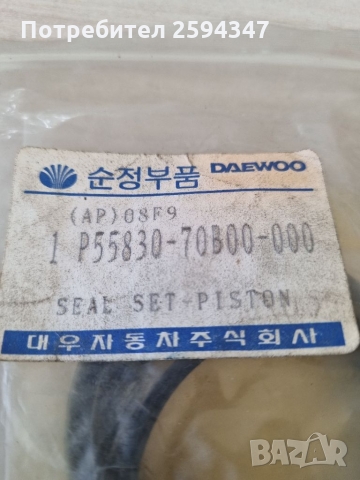 Потребител 2594347
순정부품 DAEWOO
(AP)08F9
1 P55830-70B00-000
SEAL SET-PISTON
대우자동차주식회사
BAZAR